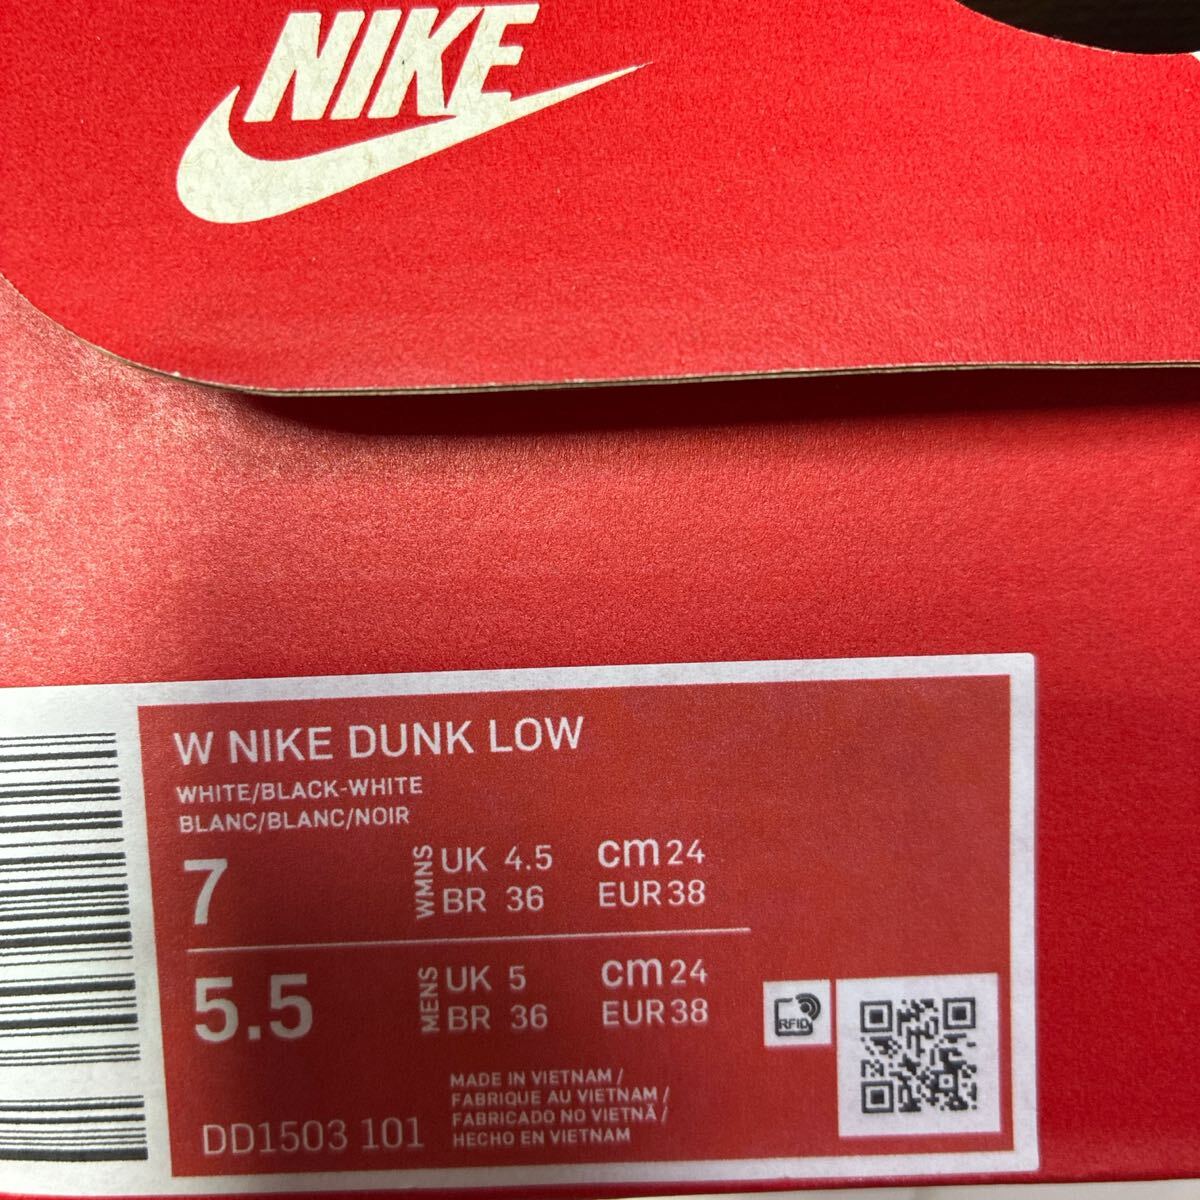 NIKE
W NIKE DUNK LOW
WHITE/BLACK-WHITE
BLANC/BLANC/NOIR
7 WMNS UK 4.5 cm 24
BR 36 EUR 38
5.5 MENS UK 5 cm 24
BR 36 EUR 38
RFID
MADE IN VIETNAM /
FABRIQUE AU VIETNAM /
FABRICADO NO VIETNÃ /
HECHO EN VIETNAM
DD1503 101